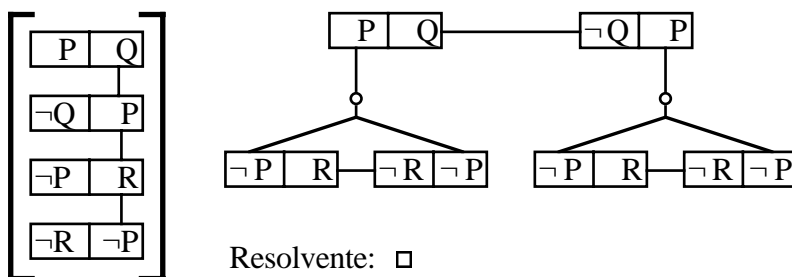 P Q
¬Q P
¬P R
¬R ¬P
P Q ¬Q P
¬P R ¬R ¬P ¬P R ¬R ¬P
Resolvente: □